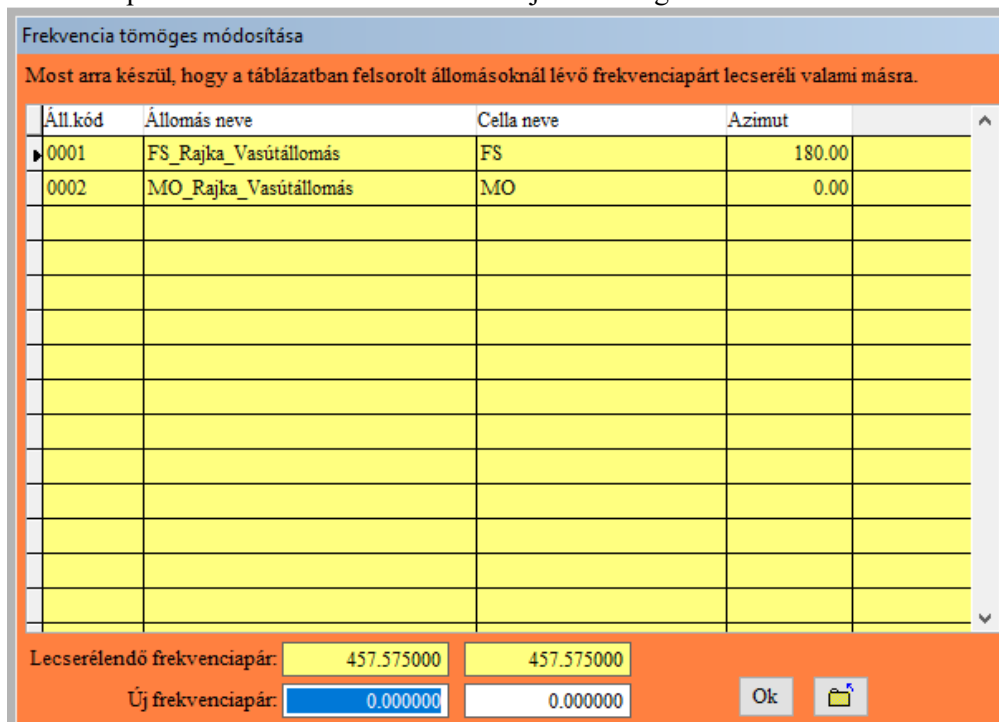 Frekvencia tömöges módosítása
Most arra készül, hogy a táblázatban felsorolt állomásoknál lévő frekvenciapárt lecseréli valami másra.
Áll.kód Állomás neve Cella neve Azimut
0001 FS_Rajka_Vasútállomás FS 180.00
0002 MO_Rajka_Vasútállomás MO 0.00
Lecserélendő frekvenciapár: 457.575000 457.575000
Új frekvenciapár: 0.000000 0.000000 Ok